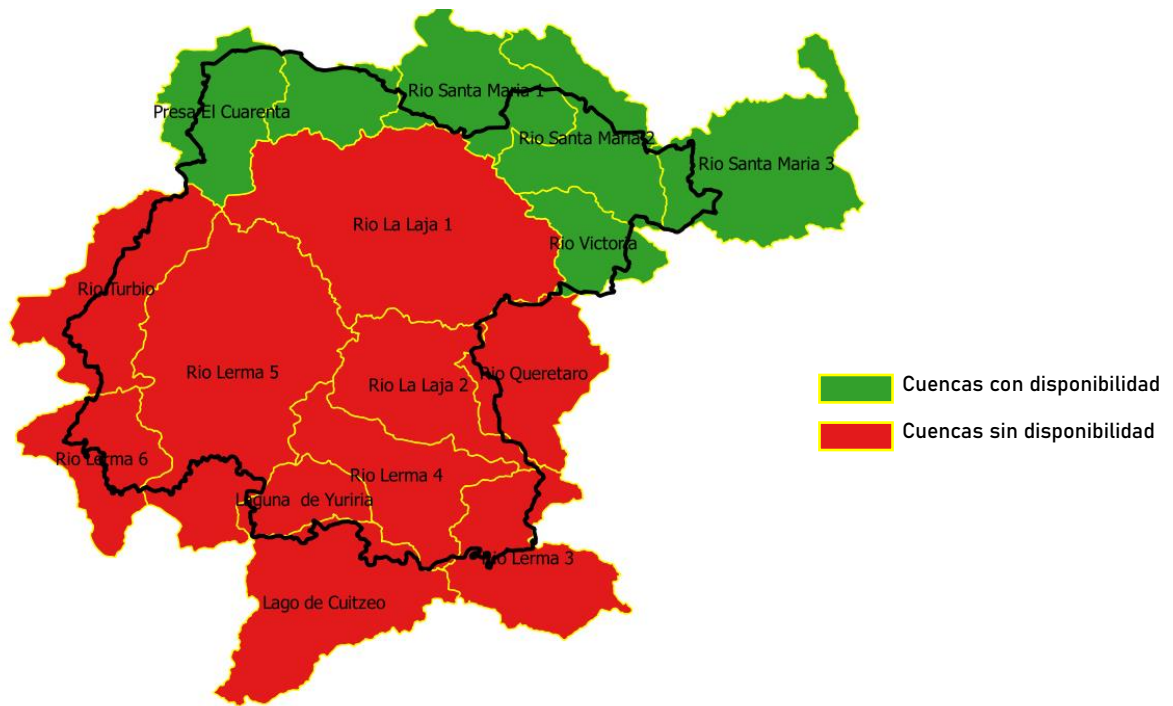 Rio Santa Maria 1
Presa El Cuarenta
Rio Santa Maria 2
Rio Santa Maria 3
Rio La Laja 1
Rio Victoria
Rio Turbio
Rio Lerma 5
Rio La Laja 2
Rio Queretaro
Cuencas con disponibilidad
Cuencas sin disponibilidad
Rio Lerma 6
Rio Lerma 4
Laguna de Yuriria
Rio Lerma 3
Lago de Cuitzeo